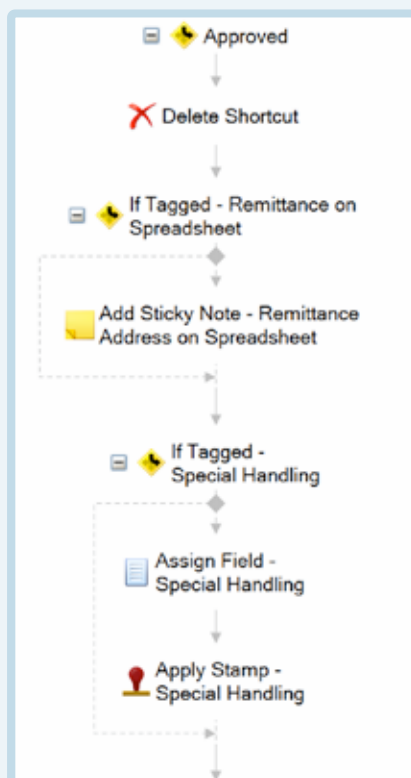 Approved
Delete Shortcut
If Tagged - Remittance on
Spreadsheet
Add Sticky Note - Remittance
Address on Spreadsheet
If Tagged -
Special Handling
Assign Field -
Special Handling
Apply Stamp -
Special Handling